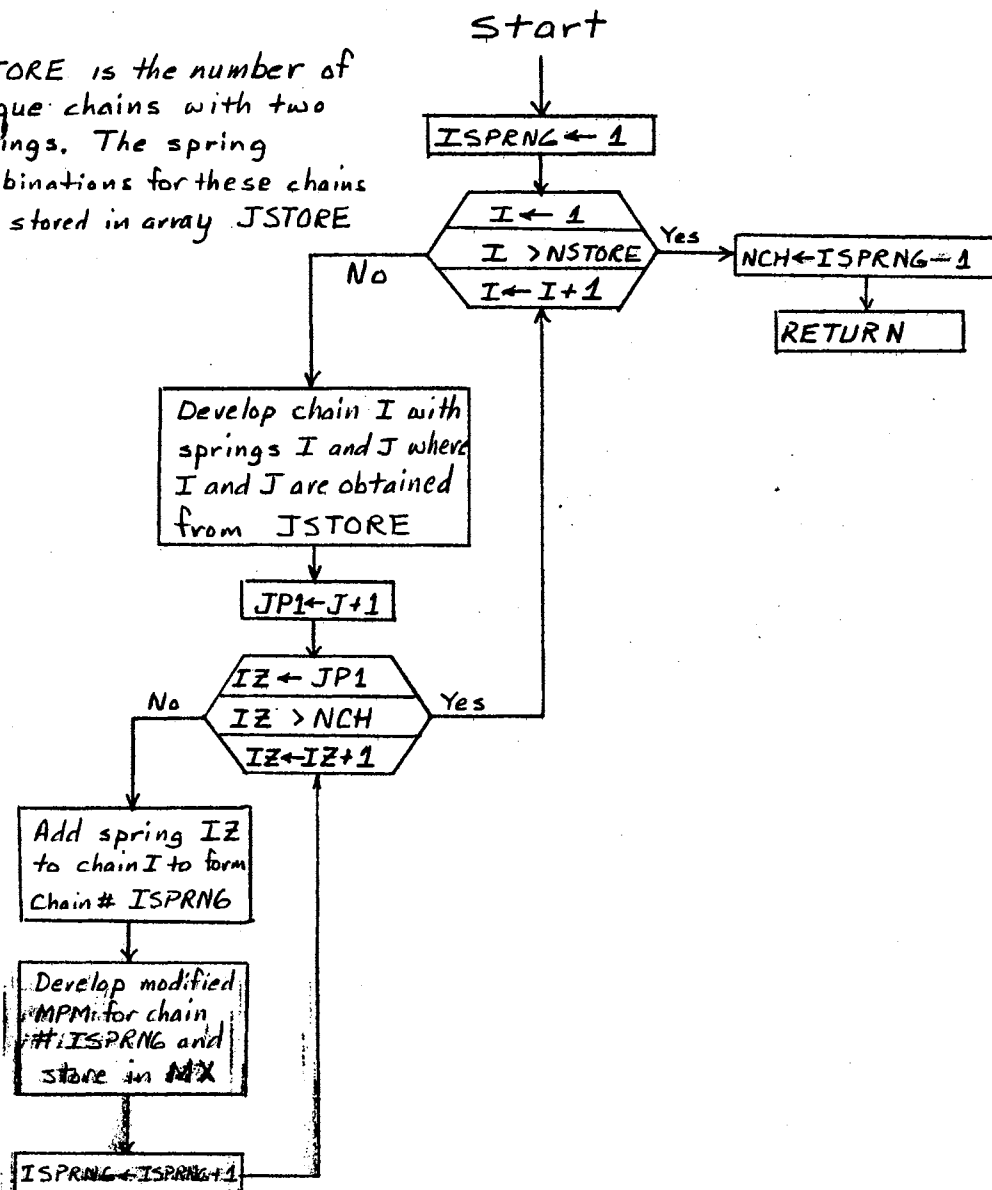 Start
TORE is the number of
que chains with two
ings. The spring
binations for these chains
stored in array JSTORE
ISPRNG ← 1
I ← 1
I > NSTORE
I ← I + 1
Yes
No
NCH ← ISPRNG - 1
RETURN
Develop chain I with
springs I and J where
I and J are obtained
from JSTORE
JP1 ← J + 1
IZ ← JP1
IZ > NCH
IZ ← IZ + 1
No
Yes
Add spring IZ
to chain I to form
Chain # ISPRNG
Develop modified
MPM for chain
# ISPRNG and
store in MX
ISPRNG ← ISPRNG + 1